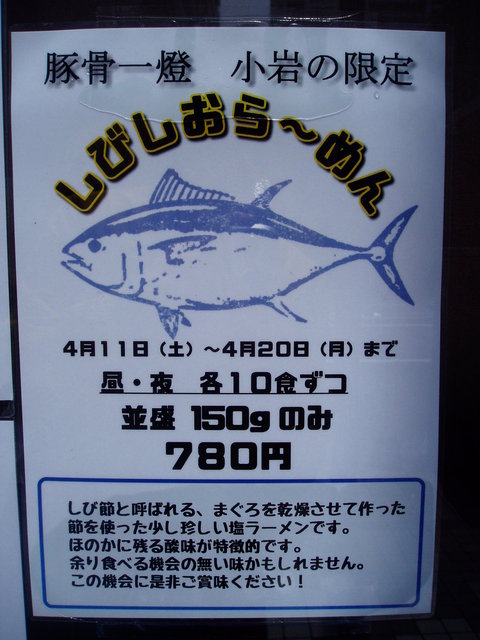 豚骨一燈　小岩の限定
しびしおら～めん
4月11日（土）～4月20日（月）まで
昼・夜　各10食ずつ
並盛 150g のみ
780円
しび節と呼ばれる、まぐろを乾燥させて作った
節を使った少し珍しい塩ラーメンです。
ほのかに残る酸味が特徴的です。
余り食べる機会の無い味かもしれません。
この機会に是非ご賞味ください！